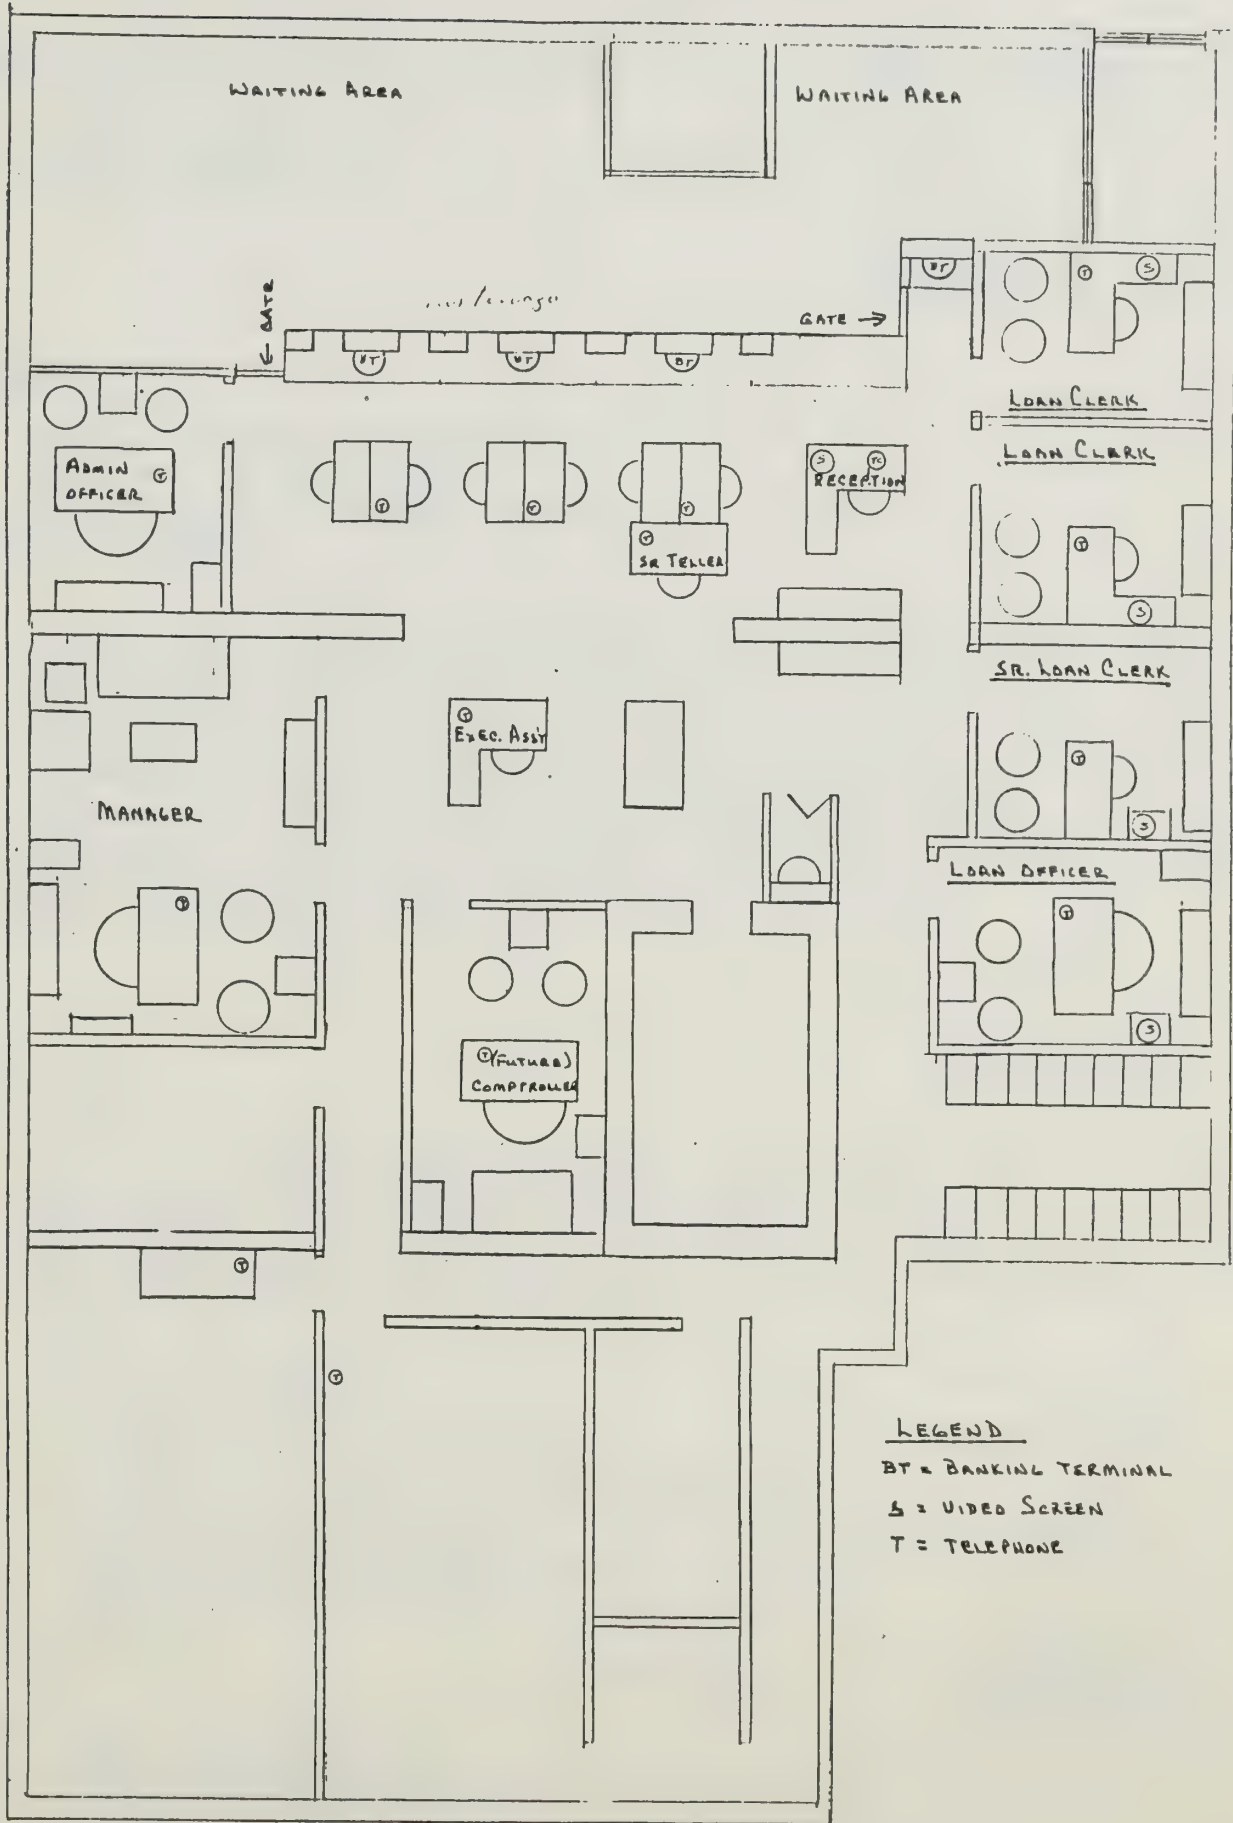 WAITING AREA
WAITING AREA
GATE
GATE
BT
BT
BT
BT
T
S
LOAN CLERK
LOAN CLERK
ADMIN
OFFICER
T
T
T
T
T
SR TELLER
S
TC
RECEPTION
T
S
SR. LOAN CLERK
T
EXEC. ASS'T
T
S
MANAGER
T
LOAN OFFICER
T
S
T (FUTURE)
COMPTROLLER
T
T
LEGEND
BT = BANKING TERMINAL
S = VIDEO SCREEN
T = TELEPHONE